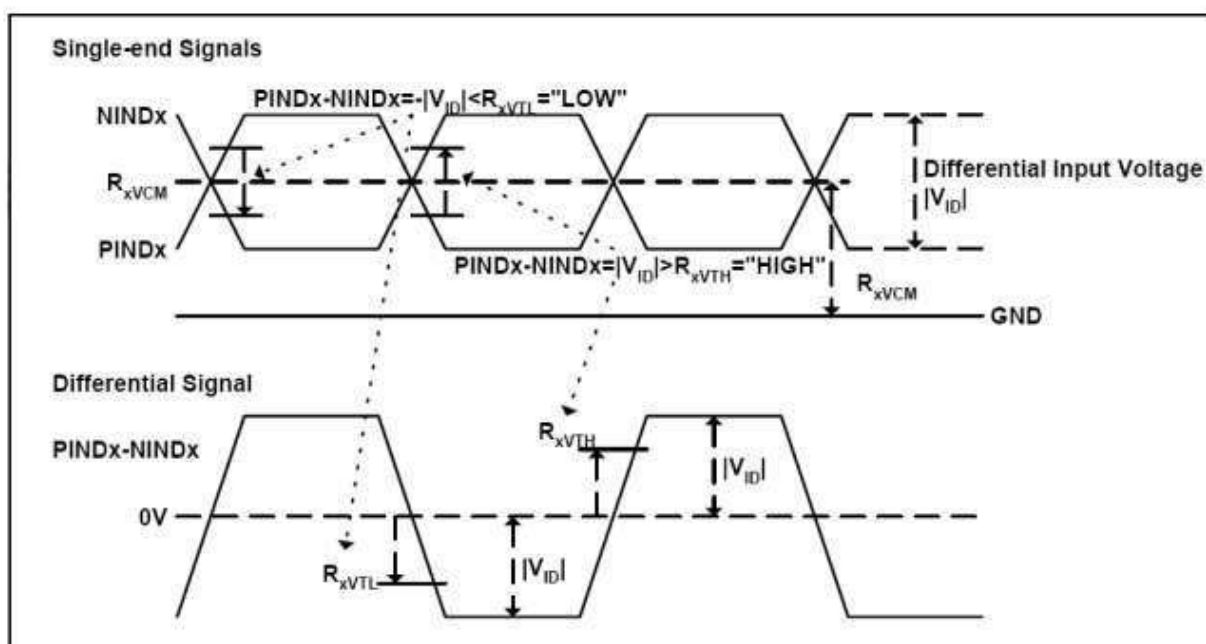 Single-end Signals
PINDx-NINDx=-|VID|<RxVTL="LOW"
NINDx
RxVCM
Differential Input Voltage
|VID|
PINDx
PINDx-NINDx=|VID|>RxVTH="HIGH"
RxVCM
GND
Differential Signal
PINDx-NINDx
RxVTH
|VID|
0V
RxVTL
|VID|